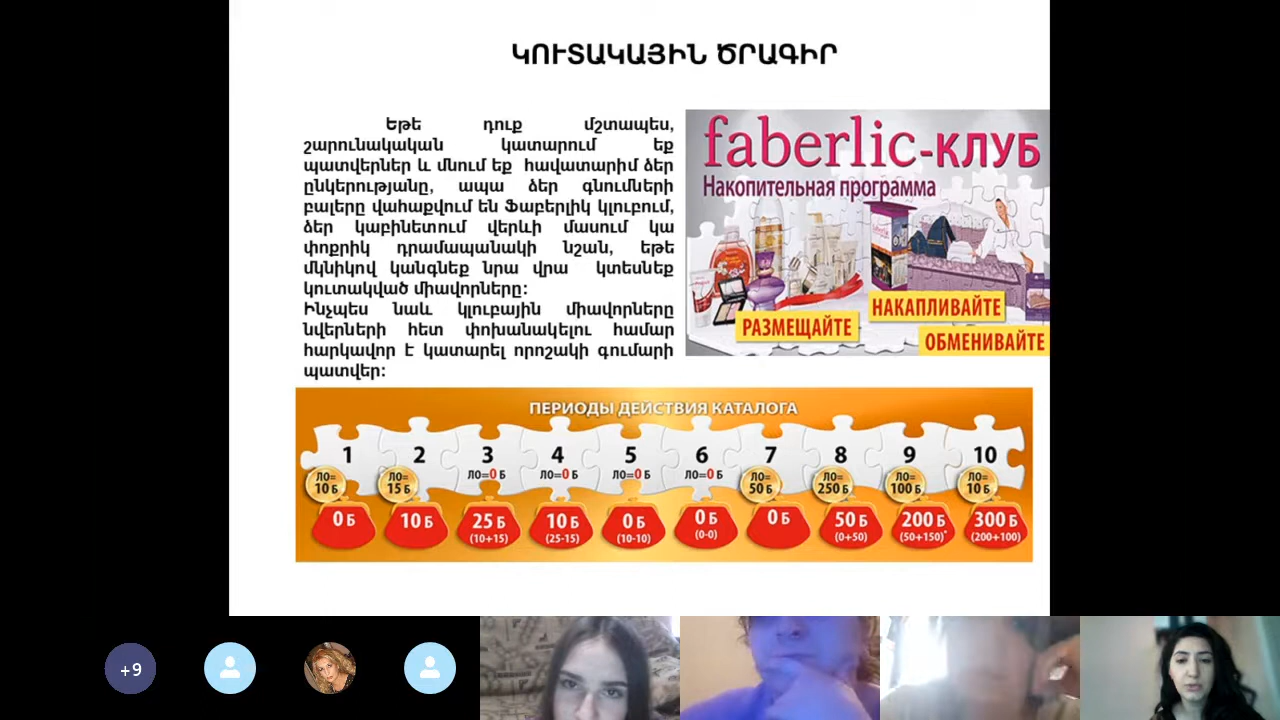 ԿՈՒՏԱԿԱՅԻՆ ԾՐԱԳԻՐ
Եթե դուք մշտապես,
շարունակական կատարում եք
պատվերներ և մնում եք հավատարիմ ձեր
ընկերությանը, ապա ձեր գնումների
բալերը վահաքվում են Ֆաբերլիկ կլուբում,
ձեր կաբինետում վերևի մասում կա
փոքրիկ դրամապանակի նշան, եթե
մկնիկով կանգնեք նրա վրա կտեսնեք
կուտակված միավորները:
Ինչպես նաև կլուբային միավորները
նվերների հետ փոխանակելու համար
հարկավոր է կատարել որոշակի գումարի
պատվեր:
faberlic-КЛУБ
Накопительная программа
РАЗМЕЩАЙТЕ
НАКАПЛИВАЙТЕ
ОБМЕНИВАЙТЕ
ПЕРИОДЫ ДЕЙСТВИЯ КАТАЛОГА
1 2 3 4 5 6 7 8 9 10
ЛО= ЛО= ЛО=0 Б ЛО=0 Б ЛО=0 Б ЛО=0 Б ЛО= ЛО= ЛО= ЛО=
10 Б 15 Б 50 Б 250 Б 100 Б 10 Б
0 Б 10 Б 25 Б 10 Б 0 Б 0 Б 0 Б 50 Б 200 Б 300 Б
(10+15) (25-15) (10-10) (0-0) (0+50) (50+150)* (200+100)
+9